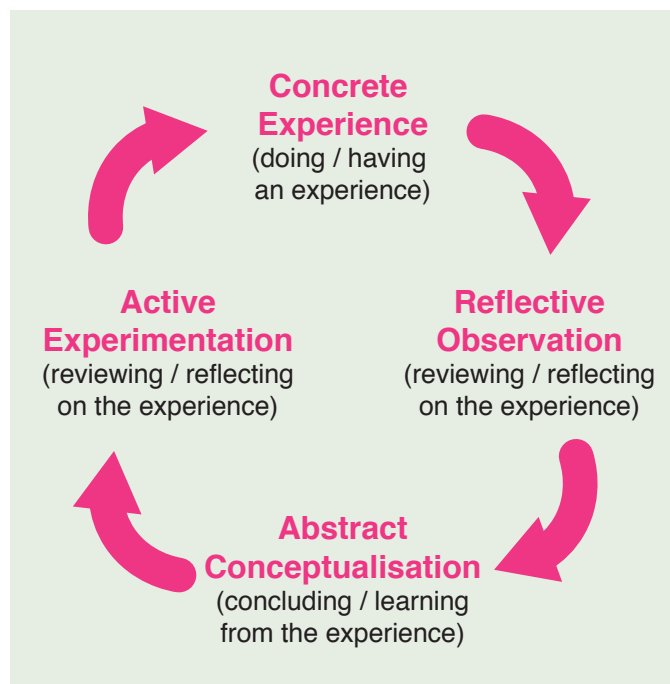 Concrete
Experience
(doing / having
an experience)
Active
Experimentation
(reviewing / reflecting
on the experience)
Reflective
Observation
(reviewing / reflecting
on the experience)
Abstract
Conceptualisation
(concluding / learning
from the experience)